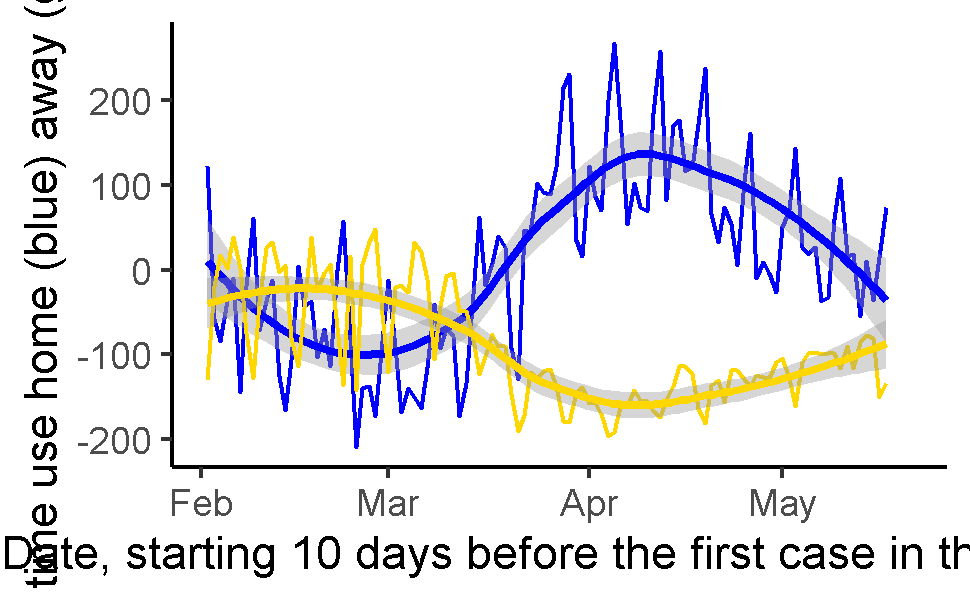 time use home (blue) away (
200
100
0
-100
-200
Feb Mar Apr May
Date, starting 10 days before the first case in th